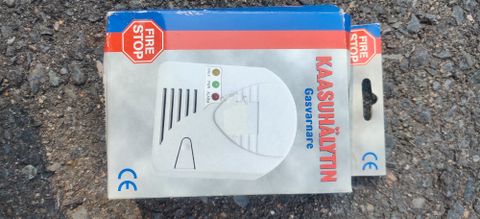 FIRE
STOP
KAASUHÄLYTIN
Gasvarnare
CE
FIRE
STOP
CE